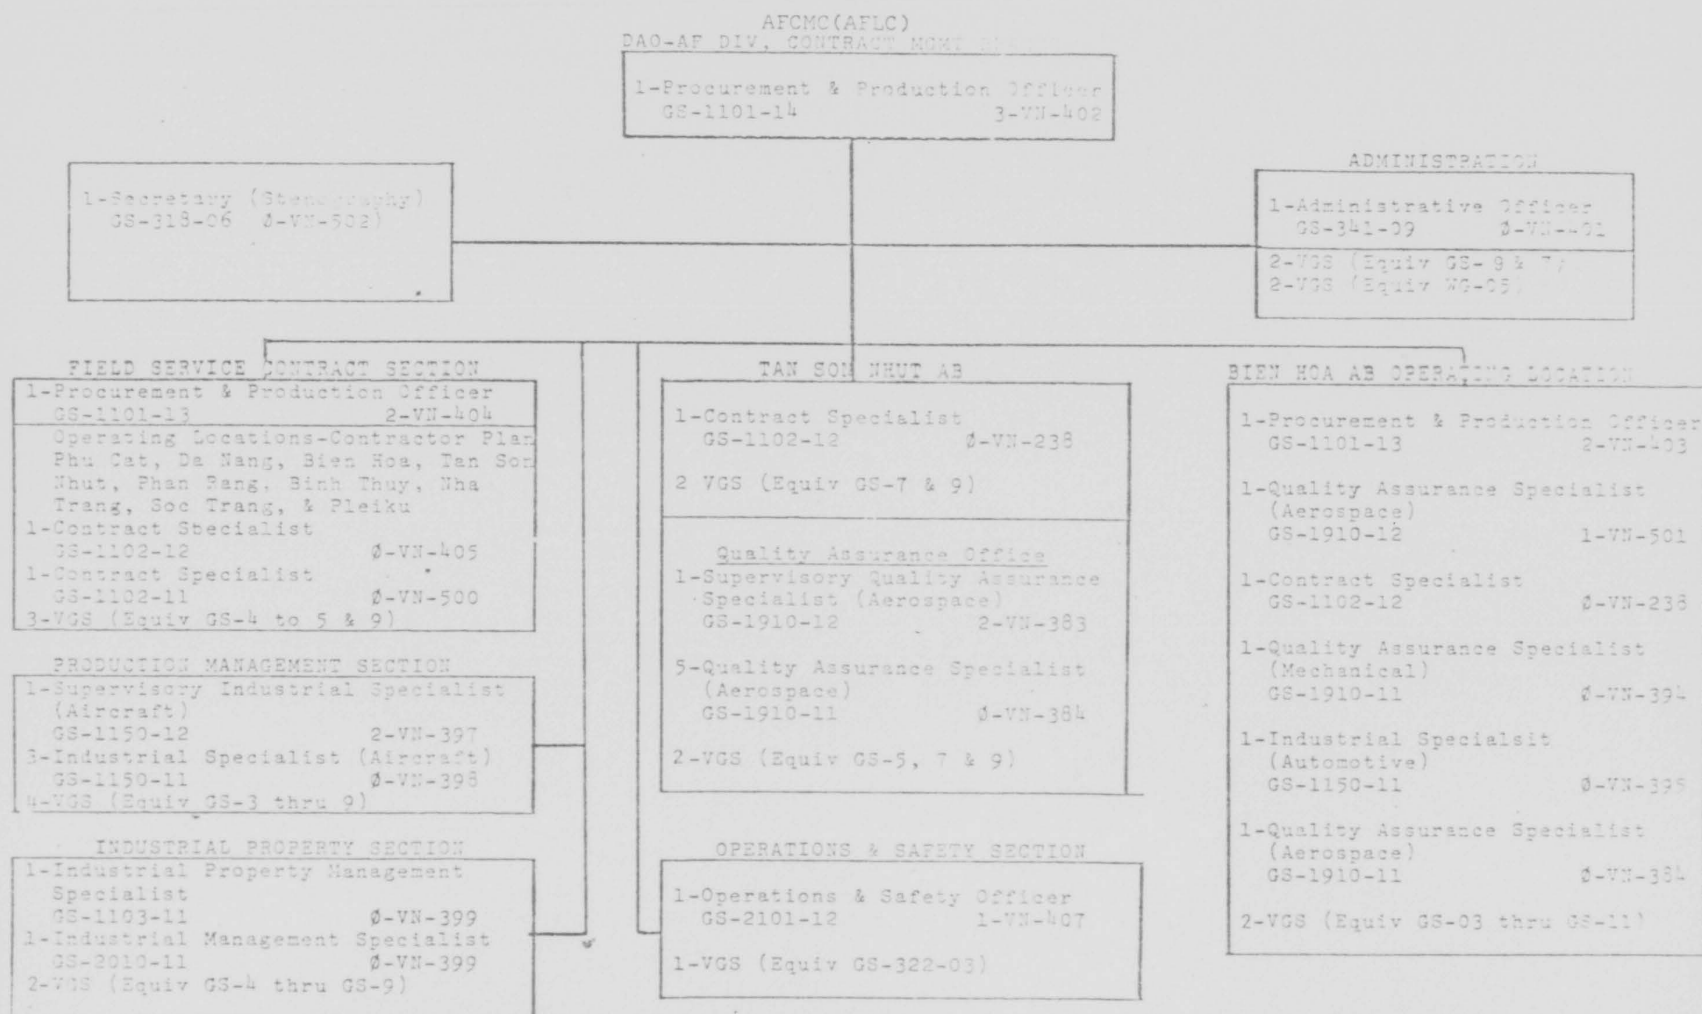 AFCMC(AFLC)
DAO-AF DIV, CONTRACT MGMT
1-Procurement & Production Officer
GS-1101-14 3-VN-402
1-Secretary (Stenography)
GS-318-06 Ø-VN-502)
ADMINISTRATION
1-Administrative Officer
GS-341-09 Ø-VN-401
2-VGS (Equiv GS-9 & 7)
2-VGS (Equiv WG-05)
FIELD SERVICE CONTRACT SECTION
1-Procurement & Production Officer
GS-1101-13 2-VN-404
Operating Locations-Contractor Plan
Phu Cat, Da Nang, Bien Hoa, Tan Son
Nhut, Phan Rang, Binh Thuy, Nha
Trang, Soc Trang, & Pleiku
1-Contract Specialist
GS-1102-12 Ø-VN-405
1-Contract Specialist
GS-1102-11 Ø-VN-500
3-VGS (Equiv GS-4 to 5 & 9)
PRODUCTION MANAGEMENT SECTION
1-Supervisory Industrial Specialist
(Aircraft)
GS-1150-12 2-VN-397
3-Industrial Specialist (Aircraft)
GS-1150-11 Ø-VN-398
4-VGS (Equiv GS-3 thru 9)
INDUSTRIAL PROPERTY SECTION
1-Industrial Property Management
Specialist
GS-1103-11 Ø-VN-399
1-Industrial Management Specialist
GS-2010-11 Ø-VN-399
2-VGS (Equiv GS-4 thru GS-9)
TAN SON NHUT AB
1-Contract Specialist
GS-1102-12 Ø-VN-238
2 VGS (Equiv GS-7 & 9)
Quality Assurance Office
1-Supervisory Quality Assurance
Specialist (Aerospace)
GS-1910-12 2-VN-383
5-Quality Assurance Specialist
(Aerospace)
GS-1910-11 Ø-VN-384
2-VGS (Equiv GS-5, 7 & 9)
OPERATIONS & SAFETY SECTION
1-Operations & Safety Officer
GS-2101-12 1-VN-407
1-VGS (Equiv GS-322-03)
BIEN HOA AB OPERATING LOCATION
1-Procurement & Production Officer
GS-1101-13 2-VN-403
1-Quality Assurance Specialist
(Aerospace)
GS-1910-12 1-VN-501
1-Contract Specialist
GS-1102-12 Ø-VN-238
1-Quality Assurance Specialist
(Mechanical)
GS-1910-11 Ø-VN-394
1-Industrial Specialsit
(Automotive)
GS-1150-11 Ø-VN-395
1-Quality Assurance Specialist
(Aerospace)
GS-1910-11 Ø-VN-384
2-VGS (Equiv GS-03 thru GS-11)